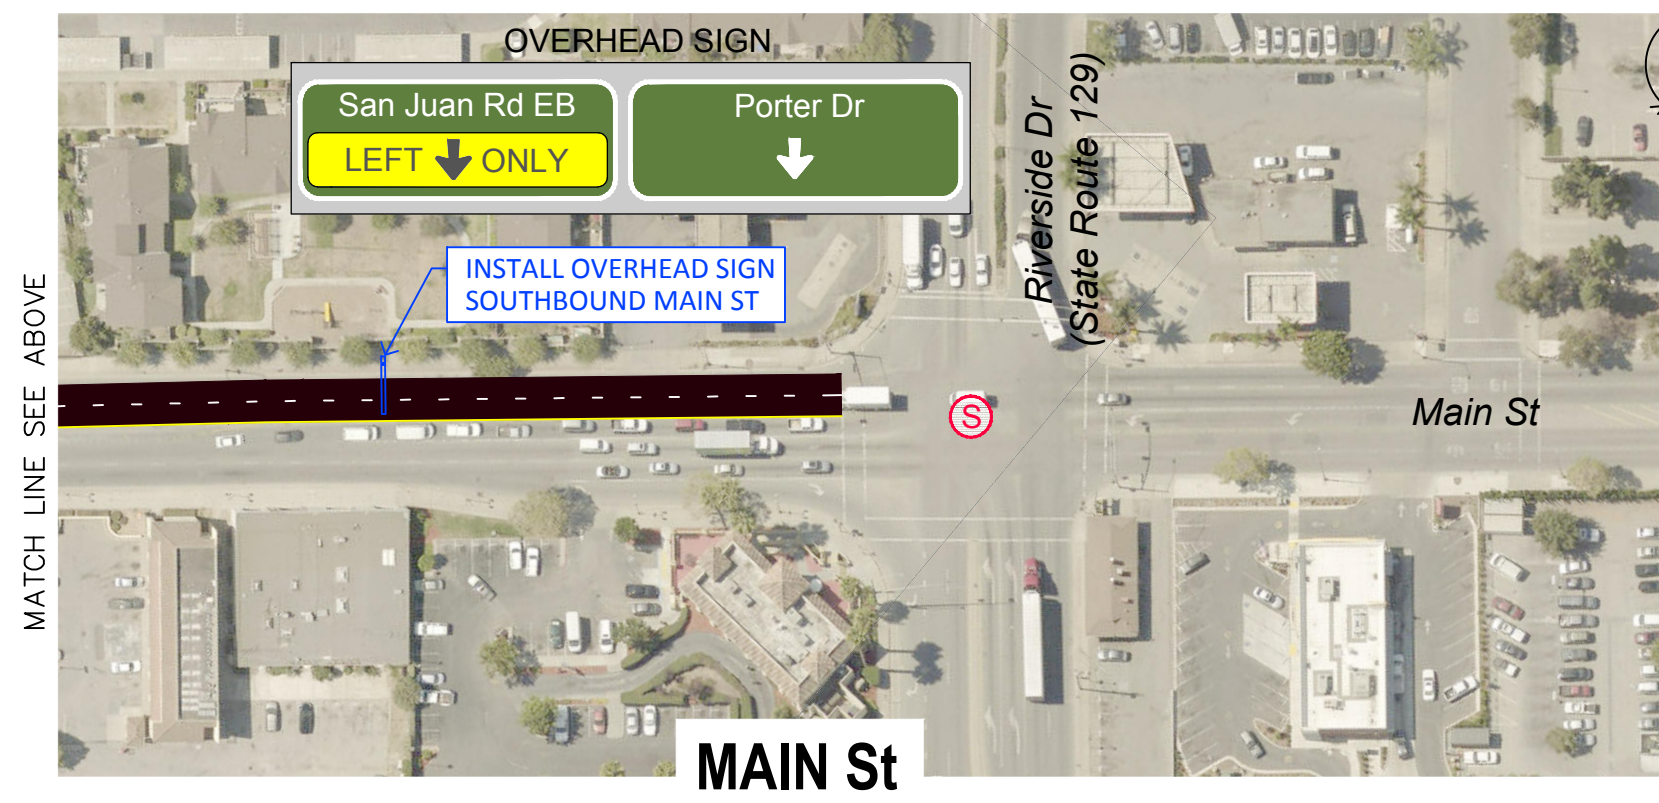 OVERHEAD SIGN
San Juan Rd EB
LEFT ONLY
Porter Dr
INSTALL OVERHEAD SIGN
SOUTHBOUND MAIN ST
MATCH LINE SEE ABOVE
Riverside Dr
(State Route 129)
S
Main St
MAIN St